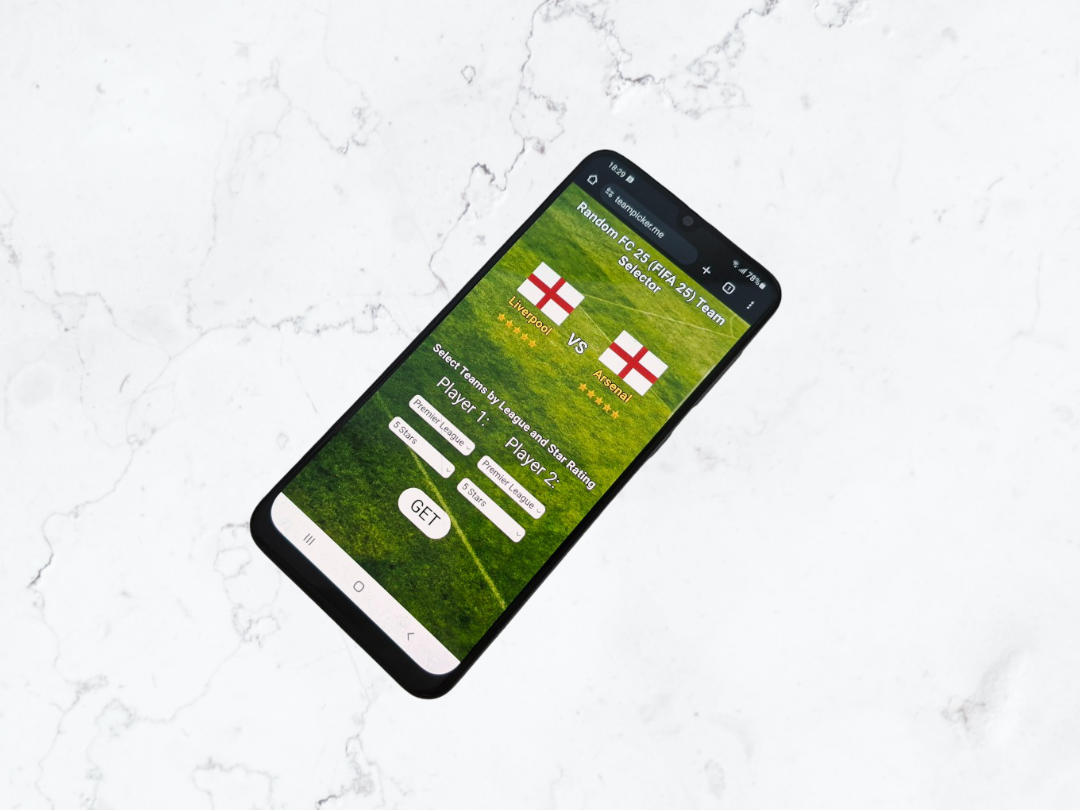 18:29
78%
teampicker.me
Random FC 25 (FIFA 25) Team
Selector
Liverpool
VS
Arsenal
Select Teams by League and Star Rating
Player 1:
Player 2:
Premier League
Premier League
5 Stars
5 Stars
GET